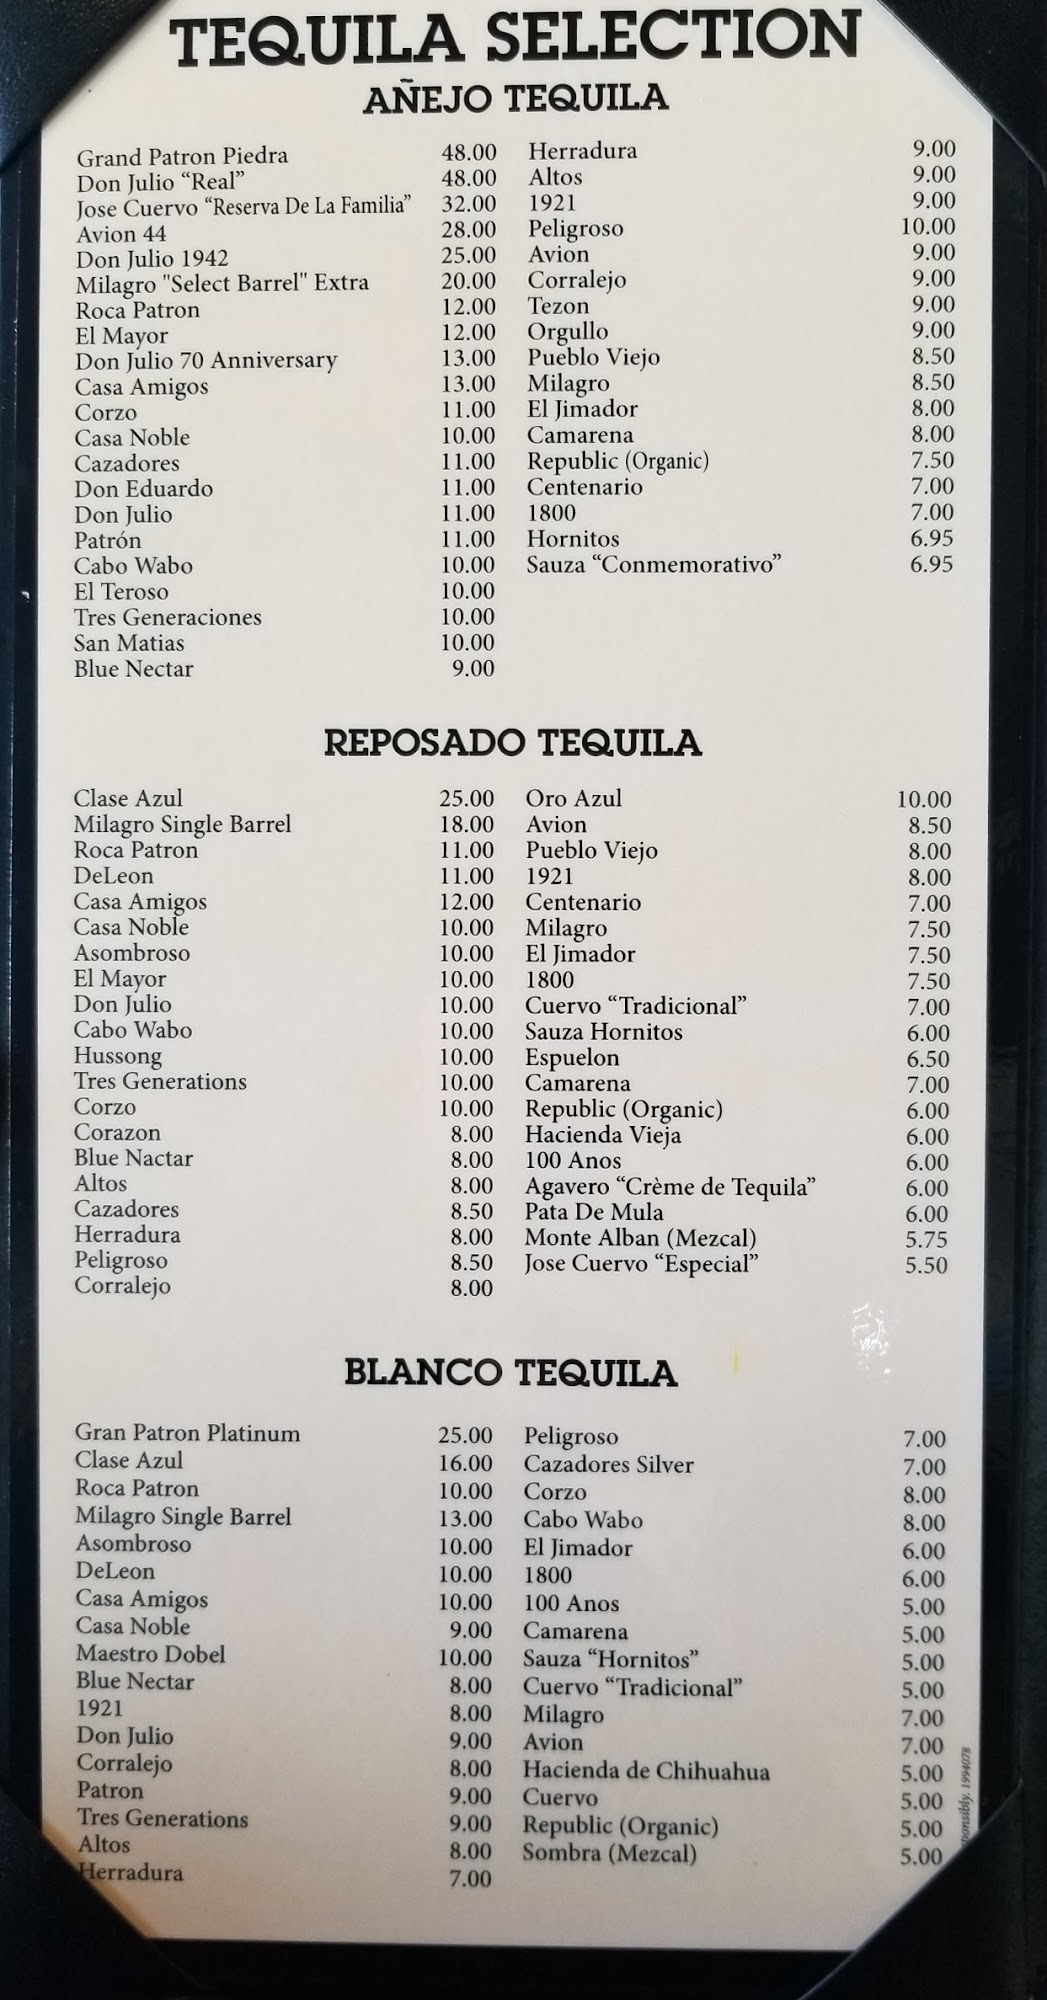 TEQUILA SELECTION
AÑEJO TEQUILA
Grand Patron Piedra 48.00
Don Julio “Real” 48.00
Jose Cuervo “Reserva De La Familia” 32.00
Avion 44 28.00
Don Julio 1942 25.00
Milagro "Select Barrel" Extra 20.00
Roca Patron 12.00
El Mayor 12.00
Don Julio 70 Anniversary 13.00
Casa Amigos 13.00
Corzo 11.00
Casa Noble 10.00
Cazadores 11.00
Don Eduardo 11.00
Don Julio 11.00
Patrón 11.00
Cabo Wabo 10.00
El Teroso 10.00
Tres Generaciones 10.00
San Matias 10.00
Blue Nectar 9.00
Herradura 9.00
Altos 9.00
1921 9.00
Peligroso 10.00
Avion 9.00
Corralejo 9.00
Tezon 9.00
Orgullo 9.00
Pueblo Viejo 8.50
Milagro 8.50
El Jimador 8.00
Camarena 8.00
Republic (Organic) 7.50
Centenario 7.00
1800 7.00
Hornitos 6.95
Sauza “Conmemorativo” 6.95
REPOSADO TEQUILA
Clase Azul 25.00
Milagro Single Barrel 18.00
Roca Patron 11.00
DeLeon 11.00
Casa Amigos 12.00
Casa Noble 10.00
Asombroso 10.00
El Mayor 10.00
Don Julio 10.00
Cabo Wabo 10.00
Hussong 10.00
Tres Generations 10.00
Corzo 10.00
Corazon 8.00
Blue Nactar 8.00
Altos 8.00
Cazadores 8.50
Herradura 8.00
Peligroso 8.50
Corralejo 8.00
Oro Azul 10.00
Avion 8.50
Pueblo Viejo 8.00
1921 8.00
Centenario 7.00
Milagro 7.50
El Jimador 7.50
1800 7.50
Cuervo “Tradicional” 7.00
Sauza Hornitos 6.00
Espuelon 6.50
Camarena 7.00
Republic (Organic) 6.00
Hacienda Vieja 6.00
100 Anos 6.00
Agavero “Crème de Tequila” 6.00
Pata De Mula 6.00
Monte Alban (Mezcal) 5.75
Jose Cuervo “Especial” 5.50
BLANCO TEQUILA
Gran Patron Platinum 25.00
Clase Azul 16.00
Roca Patron 10.00
Milagro Single Barrel 13.00
Asombroso 10.00
DeLeon 10.00
Casa Amigos 10.00
Casa Noble 9.00
Maestro Dobel 10.00
Blue Nectar 8.00
1921 8.00
Don Julio 9.00
Corralejo 8.00
Patron 9.00
Tres Generations 9.00
Altos 8.00
Herradura 7.00
Peligroso 7.00
Cazadores Silver 7.00
Corzo 8.00
Cabo Wabo 8.00
El Jimador 6.00
1800 6.00
100 Anos 5.00
Camarena 5.00
Sauza “Hornitos” 5.00
Cuervo “Tradicional” 5.00
Milagro 7.00
Avion 7.00
Hacienda de Chihuahua 5.00
Cuervo 5.00
Republic (Organic) 5.00
Sombra (Mezcal) 5.00
1994078